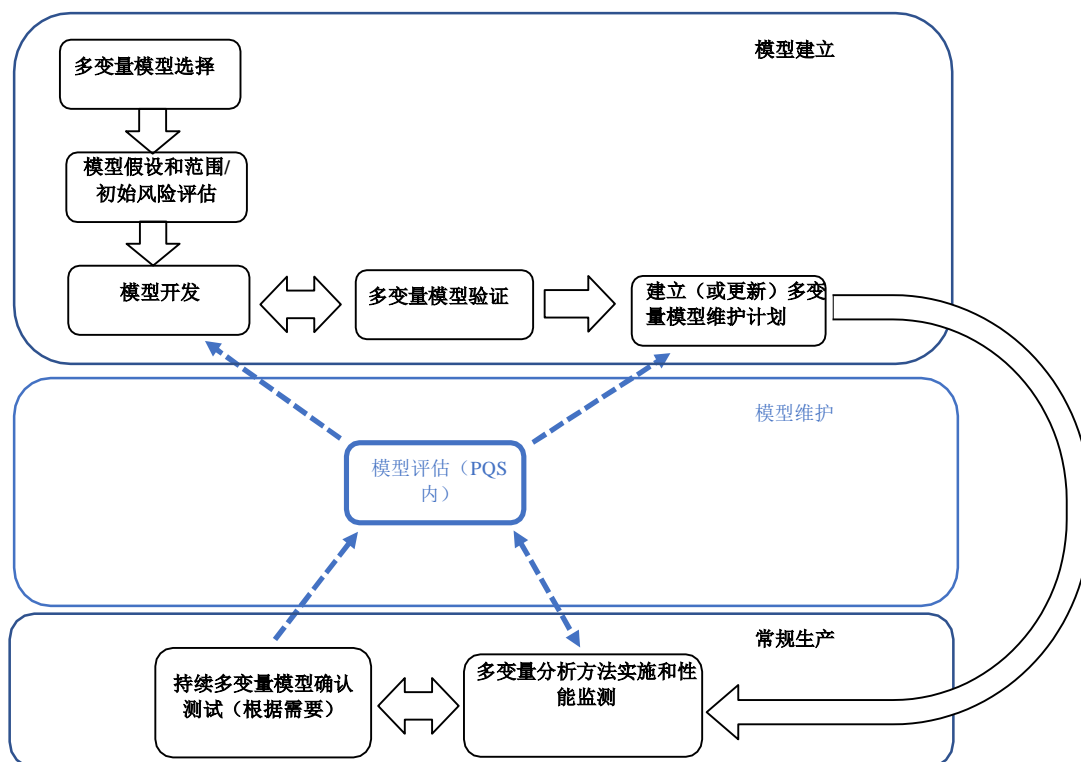 模型建立
多变量模型选择
模型假设和范围/
初始风险评估
模型开发
多变量模型验证
建立（或更新）多变
量模型维护计划
模型维护
模型评估（PQS
内）
常规生产
持续多变量模型确认
测试（根据需要）
多变量分析方法实施和性
能监测